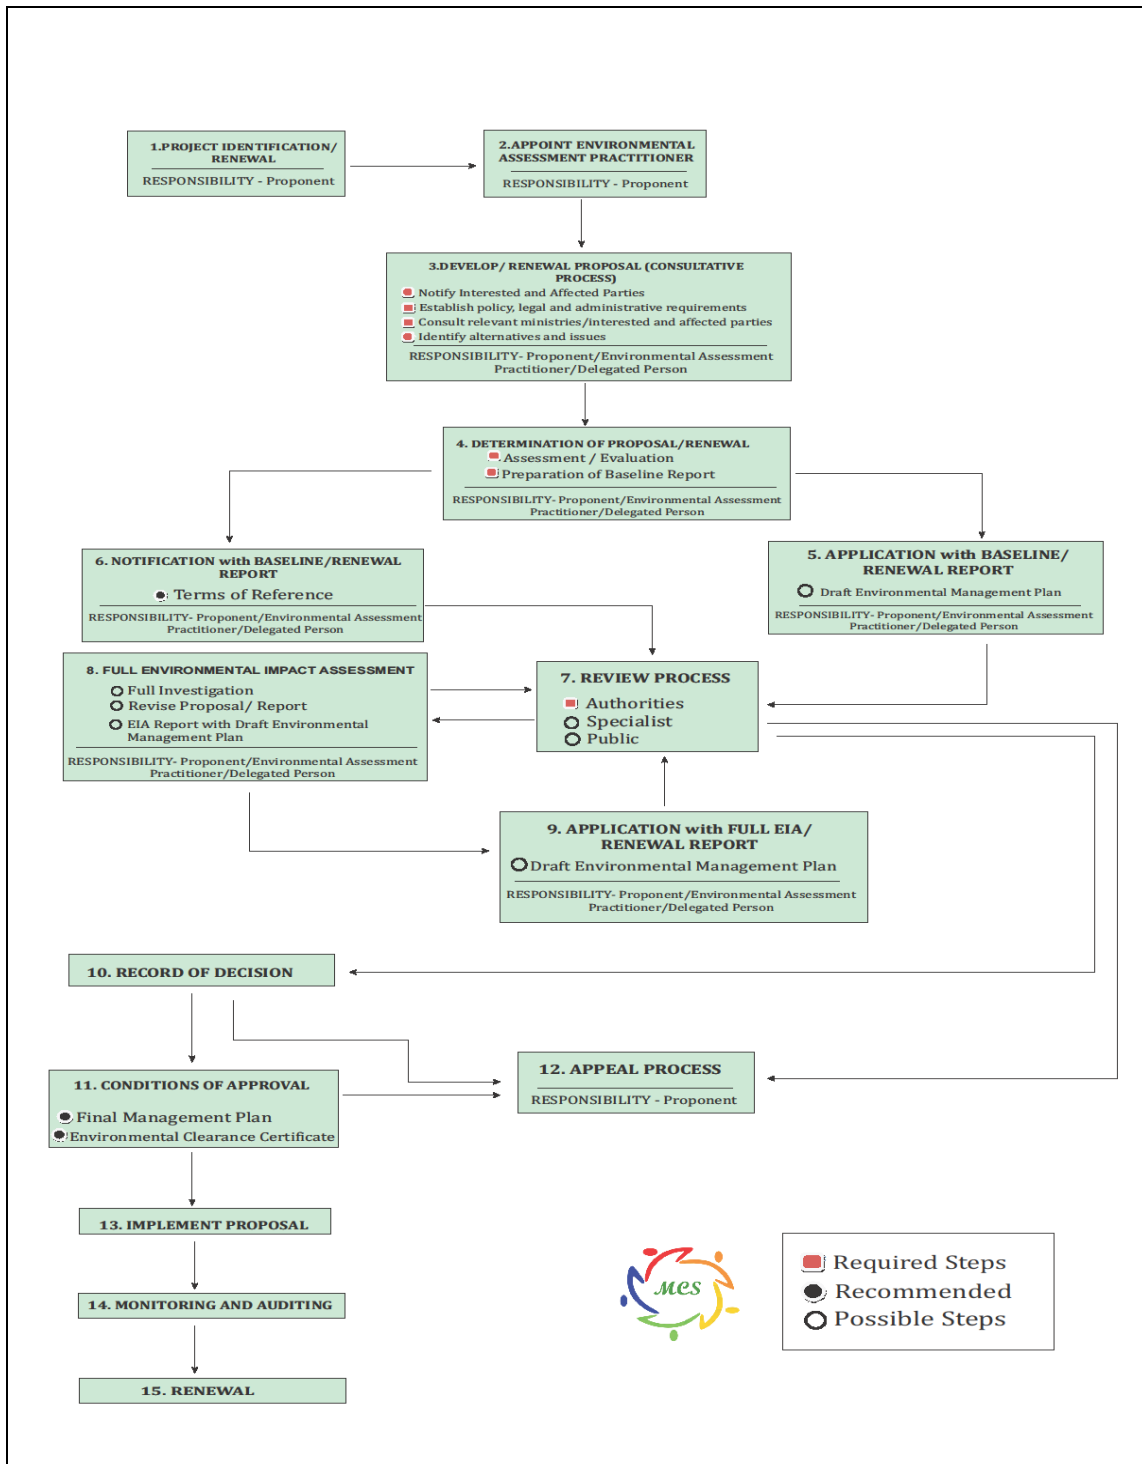 1.PROJECT IDENTIFICATION/
RENEWAL
RESPONSIBILITY - Proponent
2.APPOINT ENVIRONMENTAL
ASSESSMENT PRACTITIONER
RESPONSIBILITY - Proponent
3.DEVELOP/ RENEWAL PROPOSAL (CONSULTATIVE
PROCESS)
Notify Interested and Affected Parties
Establish policy, legal and administrative requirements
Consult relevant ministries/interested and affected parties
Identify alternatives and issues
RESPONSIBILITY- Proponent/Environmental Assessment
Practitioner/Delegated Person
4. DETERMINATION OF PROPOSAL/RENEWAL
Assessment / Evaluation
Preparation of Baseline Report
RESPONSIBILITY- Proponent/Environmental Assessment
Practitioner/Delegated Person
6. NOTIFICATION with BASELINE/RENEWAL
REPORT
Terms of Reference
RESPONSIBILITY- Proponent/Environmental Assessment
Practitioner/Delegated Person
5. APPLICATION with BASELINE/
RENEWAL REPORT
Draft Environmental Management Plan
RESPONSIBILITY- Proponent/Environmental Assessment
Practitioner/Delegated Person
8. FULL ENVIRONMENTAL IMPACT ASSESSMENT
Full Investigation
Revise Proposal/ Report
EIA Report with Draft Environmental
Management Plan
RESPONSIBILITY- Proponent/Environmental Assessment
Practitioner/Delegated Person
7. REVIEW PROCESS
Authorities
Specialist
Public
9. APPLICATION with FULL EIA/
RENEWAL REPORT
Draft Environmental Management Plan
RESPONSIBILITY- Proponent/Environmental Assessment
Practitioner/Delegated Person
10. RECORD OF DECISION
11. CONDITIONS OF APPROVAL
Final Management Plan
Environmental Clearance Certificate
12. APPEAL PROCESS
RESPONSIBILITY - Proponent
13. IMPLEMENT PROPOSAL
14. MONITORING AND AUDITING
15. RENEWAL
MCS
Required Steps
Recommended
Possible Steps